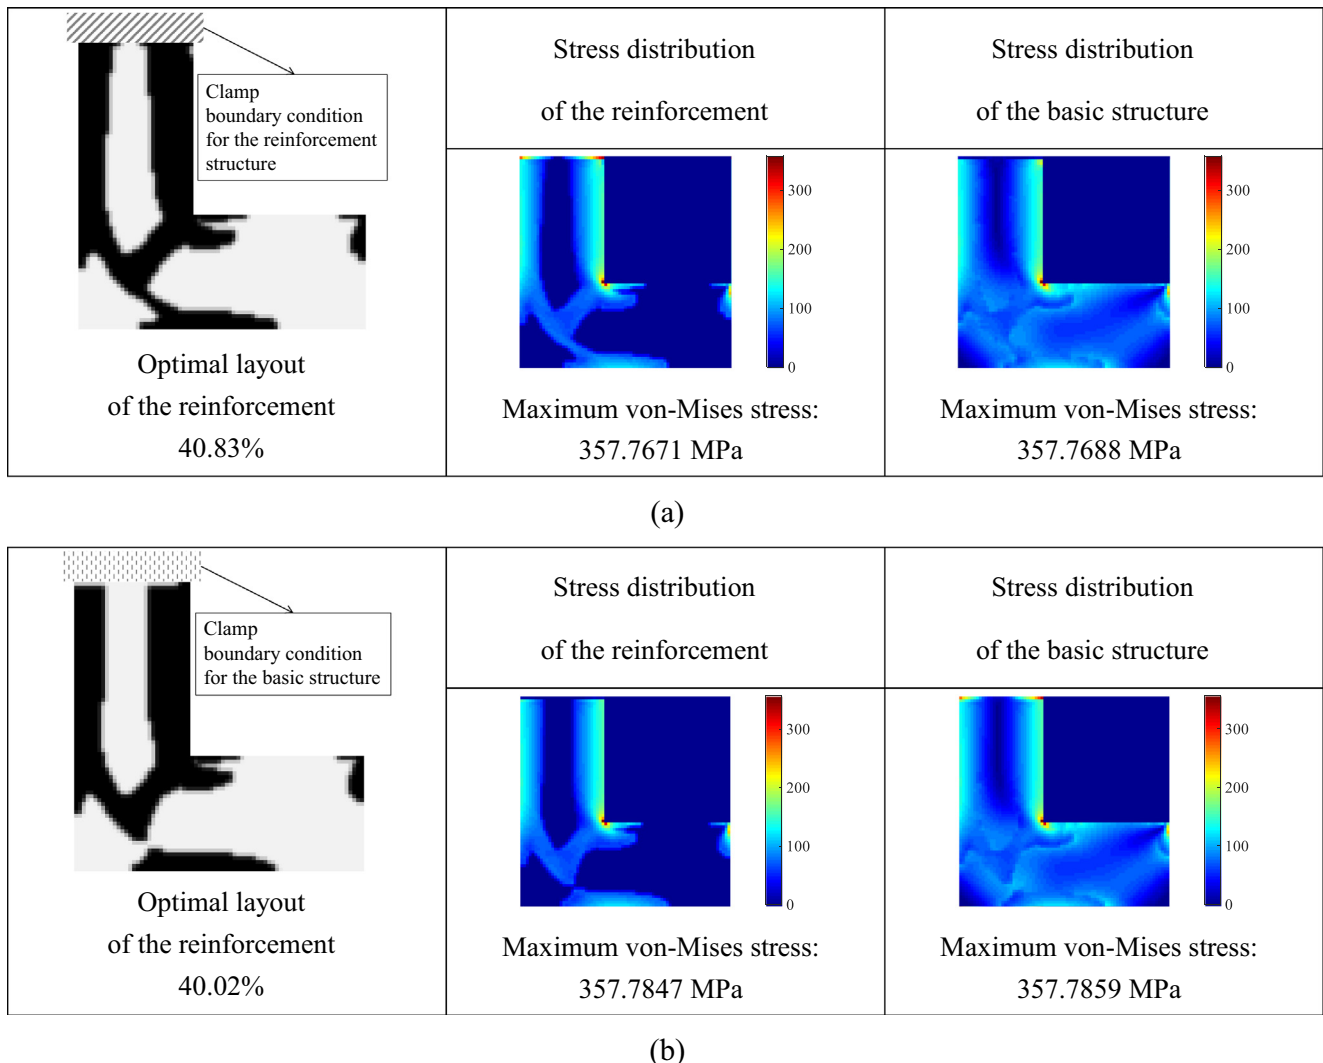 Clamp
boundary condition
for the reinforcement
structure
Optimal layout
of the reinforcement
40.83%
Stress distribution
of the reinforcement
300
200
100
0
Maximum von-Mises stress:
357.7671 MPa
Stress distribution
of the basic structure
300
200
100
0
Maximum von-Mises stress:
357.7688 MPa
(a)
Clamp
boundary condition
for the basic structure
Optimal layout
of the reinforcement
40.02%
Stress distribution
of the reinforcement
300
200
100
0
Maximum von-Mises stress:
357.7847 MPa
Stress distribution
of the basic structure
300
200
100
0
Maximum von-Mises stress:
357.7859 MPa
(b)